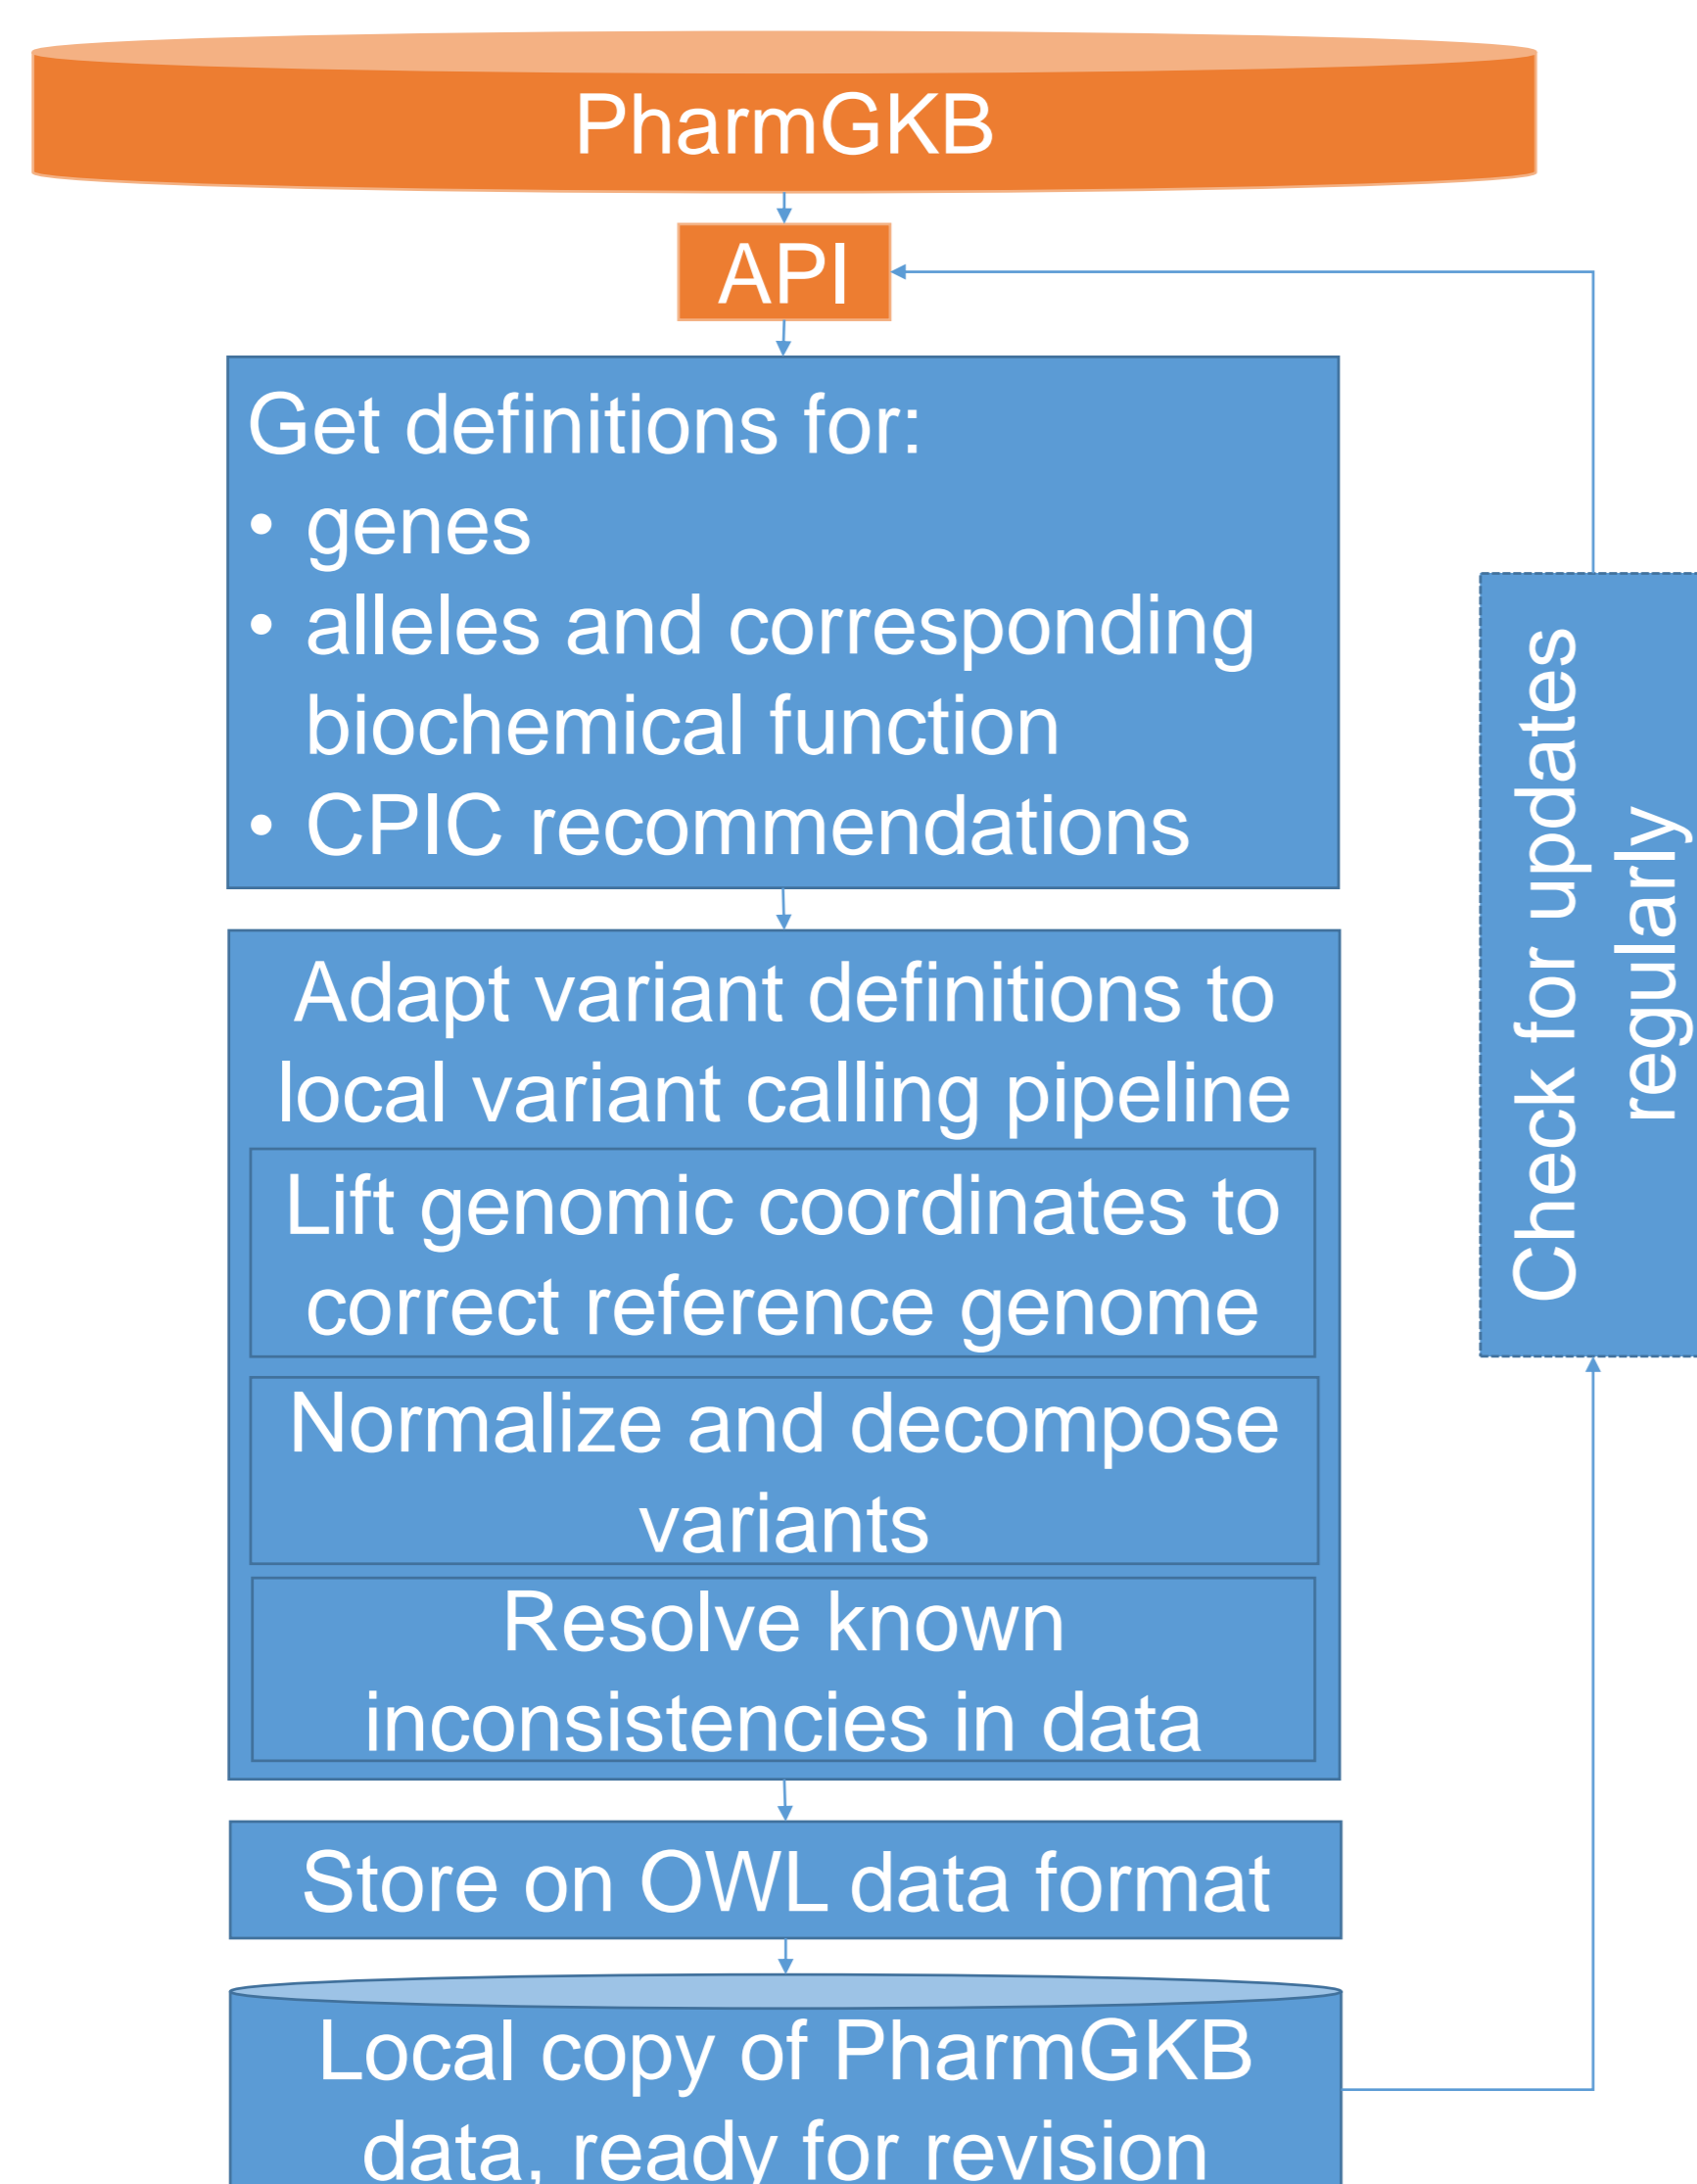 PharmGKB
API
Get definitions for:
• genes
• alleles and corresponding
biochemical function
• CPIC recommendations
Adapt variant definitions to
local variant calling pipeline
Lift genomic coordinates to
correct reference genome
Normalize and decompose
variants
Resolve known
inconsistencies in data
Store on OWL data format
Local copy of PharmGKB
data, ready for revision
Check for updates
regularly